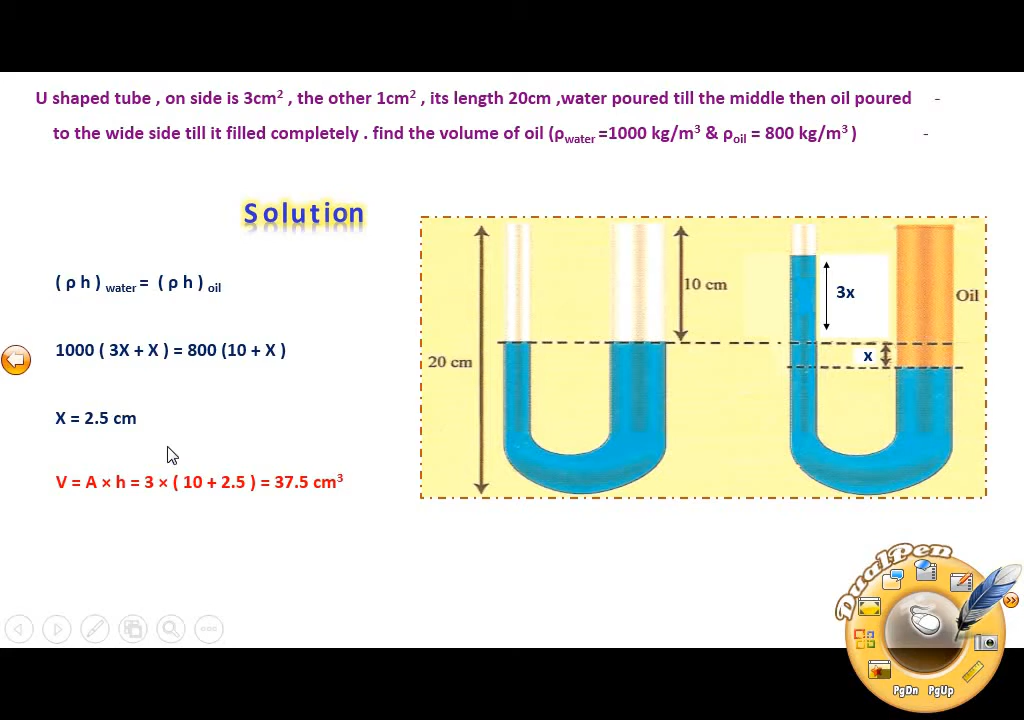 U shaped tube , on side is 3cm² , the other 1cm² , its length 20cm ,water poured till the middle then oil poured -
to the wide side till it filled completely . find the volume of oil (ρwater =1000 kg/m³ & ρoil = 800 kg/m³ ) -
Solution
( ρ h ) water = ( ρ h ) oil
1000 ( 3X + X ) = 800 (10 + X )
X = 2.5 cm
V = A × h = 3 × ( 10 + 2.5 ) = 37.5 cm³
20 cm
10 cm
3x
x
Oil
DualPen
PgDn PgUp